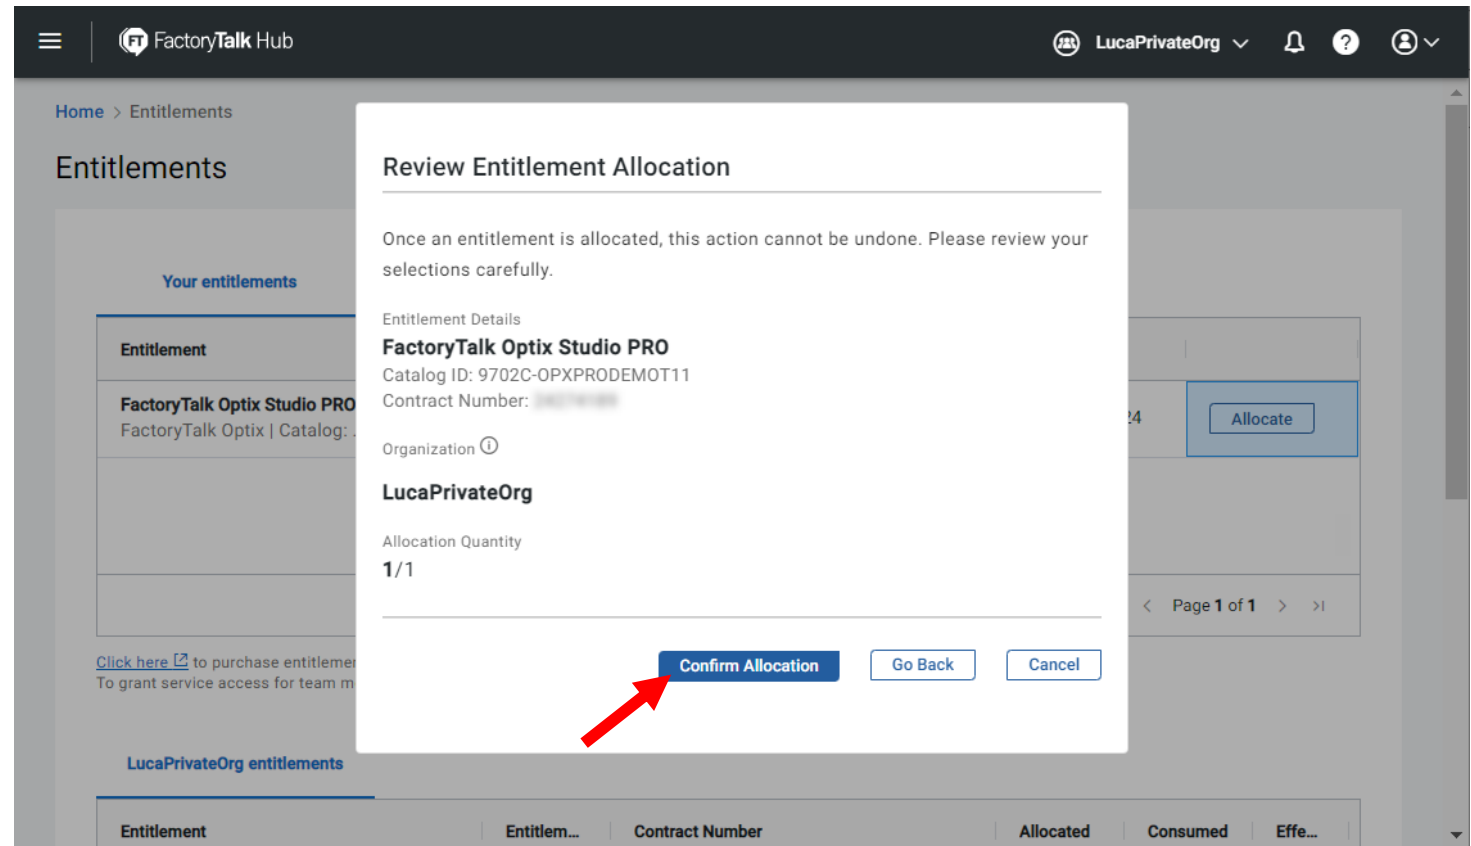 FactoryTalk Hub
LucaPrivateOrg
Home > Entitlements
Entitlements
Your entitlements
Entitlement
FactoryTalk Optix Studio PRO
FactoryTalk Optix | Catalog: .
24
Allocate
Page 1 of 1
Click here to purchase entitlemen
To grant service access for team m
Review Entitlement Allocation
Once an entitlement is allocated, this action cannot be undone. Please review your
selections carefully.
Entitlement Details
FactoryTalk Optix Studio PRO
Catalog ID: 9702C-OPXPRODEMOT11
Contract Number:
Organization
LucaPrivateOrg
Allocation Quantity
1/1
Confirm Allocation Go Back Cancel
LucaPrivateOrg entitlements
Entitlement Entitlem... Contract Number Allocated Consumed Effe...